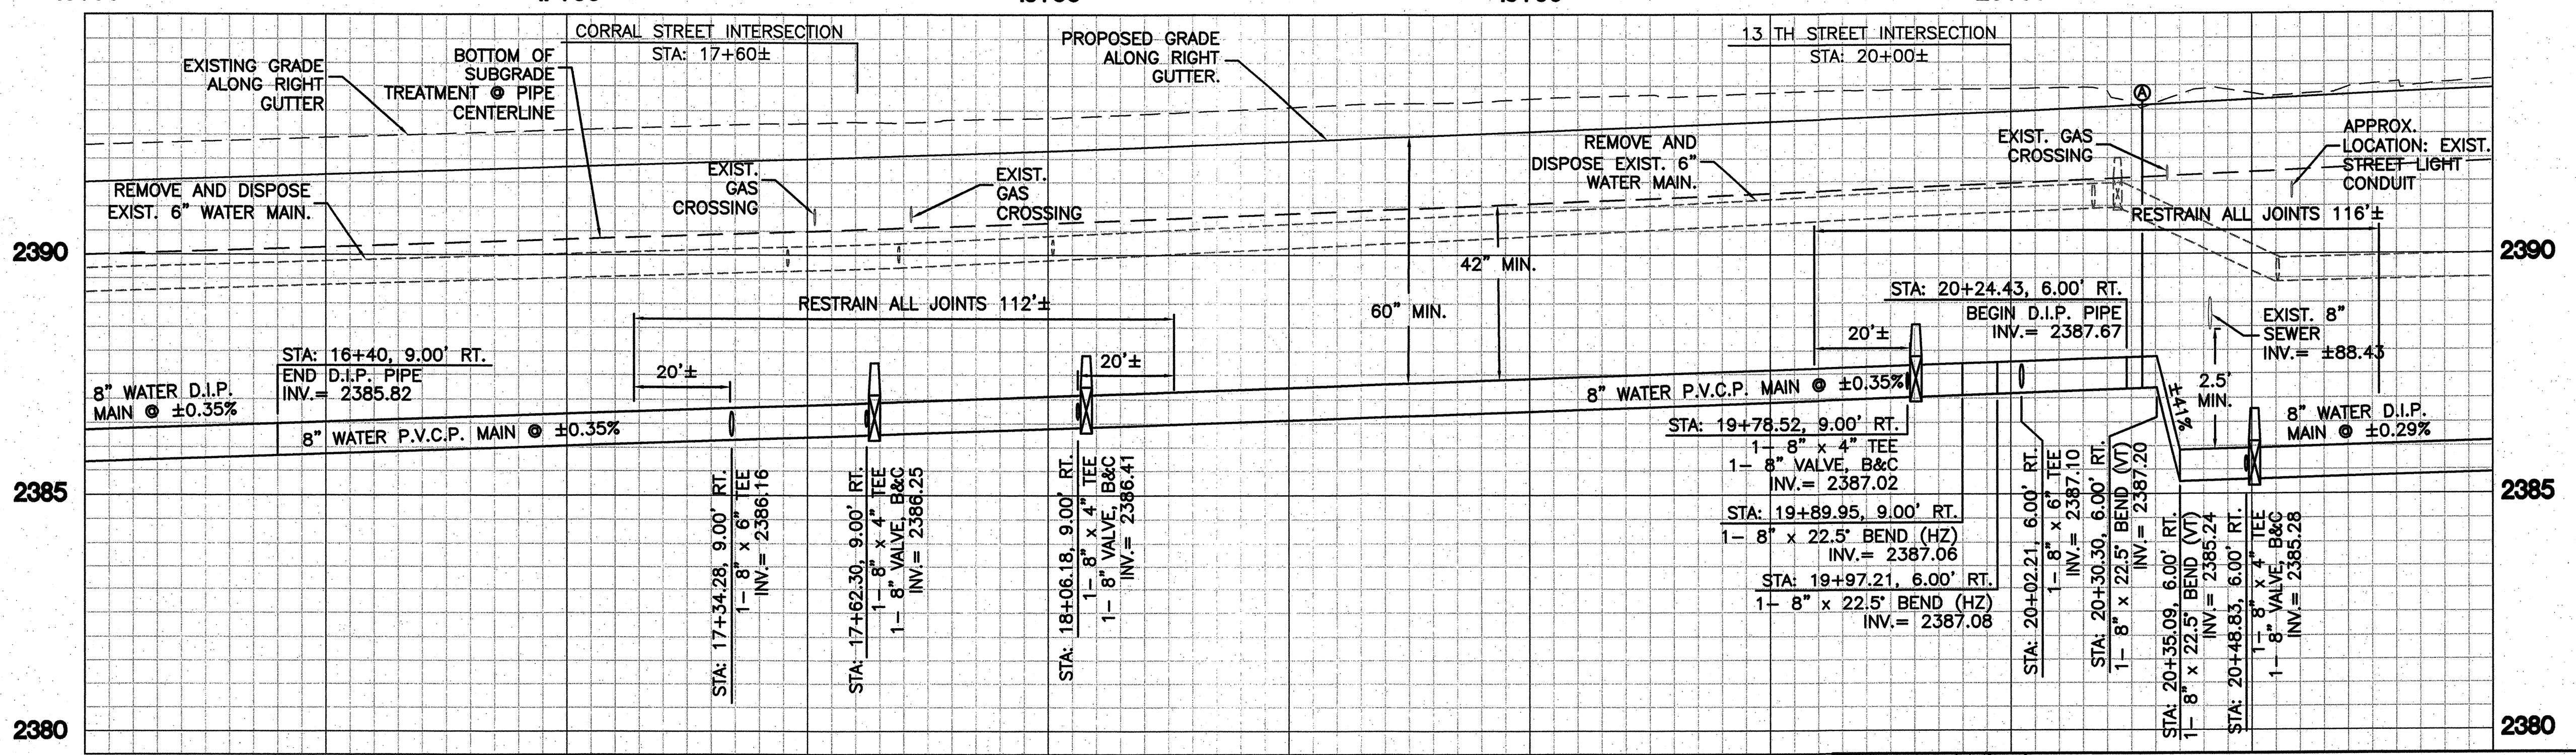 CORRAL STREET INTERSECTION
STA: 17+60±
13 TH STREET INTERSECTION
STA: 20+00±
EXISTING GRADE
ALONG RIGHT
GUTTER
BOTTOM OF
SUBGRADE
TREATMENT @ PIPE
CENTERLINE
PROPOSED GRADE
ALONG RIGHT
GUTTER.
A
REMOVE AND DISPOSE
EXIST. 6" WATER MAIN.
EXIST.
GAS
CROSSING
EXIST.
GAS
CROSSING
REMOVE AND
DISPOSE EXIST. 6"
WATER MAIN.
EXIST. GAS
CROSSING
APPROX.
LOCATION: EXIST.
STREET LIGHT
CONDUIT
RESTRAIN ALL JOINTS 116'±
2390
2390
42" MIN.
60" MIN.
RESTRAIN ALL JOINTS 112'±
20'±
20'±
STA: 20+24.43, 6.00' RT.
BEGIN D.I.P. PIPE
INV.= 2387.67
20'±
EXIST. 8"
SEWER
INV.= ±88.43
STA: 16+40, 9.00' RT.
END D.I.P. PIPE
INV.= 2385.82
8" WATER D.I.P.
MAIN @ ±0.35%
8" WATER P.V.C.P. MAIN @ ±0.35%
8" WATER P.V.C.P. MAIN @ ±0.35%
±41%
2.5'
MIN.
8" WATER D.I.P.
MAIN @ ±0.29%
STA: 17+34.28, 9.00' RT.
1- 8" x 6" TEE
INV.= 2386.16
STA: 17+62.30, 9.00' RT.
1- 8" x 4" TEE
1- 8" VALVE, B&C
INV.= 2386.25
STA: 18+06.18, 9.00' RT.
1- 8" x 4" TEE
1- 8" VALVE, B&C
INV.= 2386.41
STA: 19+78.52, 9.00' RT.
1- 8" x 4" TEE
1- 8" VALVE, B&C
INV.= 2387.02
STA: 19+89.95, 9.00' RT.
1- 8" x 22.5° BEND (HZ)
INV.= 2387.06
STA: 19+97.21, 6.00' RT.
1- 8" x 22.5° BEND (HZ)
INV.= 2387.08
STA: 20+02.21, 6.00' RT.
1- 8" x 6" TEE
INV.= 2387.10
STA: 20+30.30, 6.00' RT.
1- 8" x 22.5° BEND (VT)
INV.= 2387.20
STA: 20+35.09, 6.00' RT.
1- 8" x 22.5° BEND (VT)
INV.= 2385.24
STA: 20+48.83, 6.00' RT.
1- 8" x 4" TEE
1- 8" VALVE, B&C
INV.= 2385.28
2385
2385
2380
2380